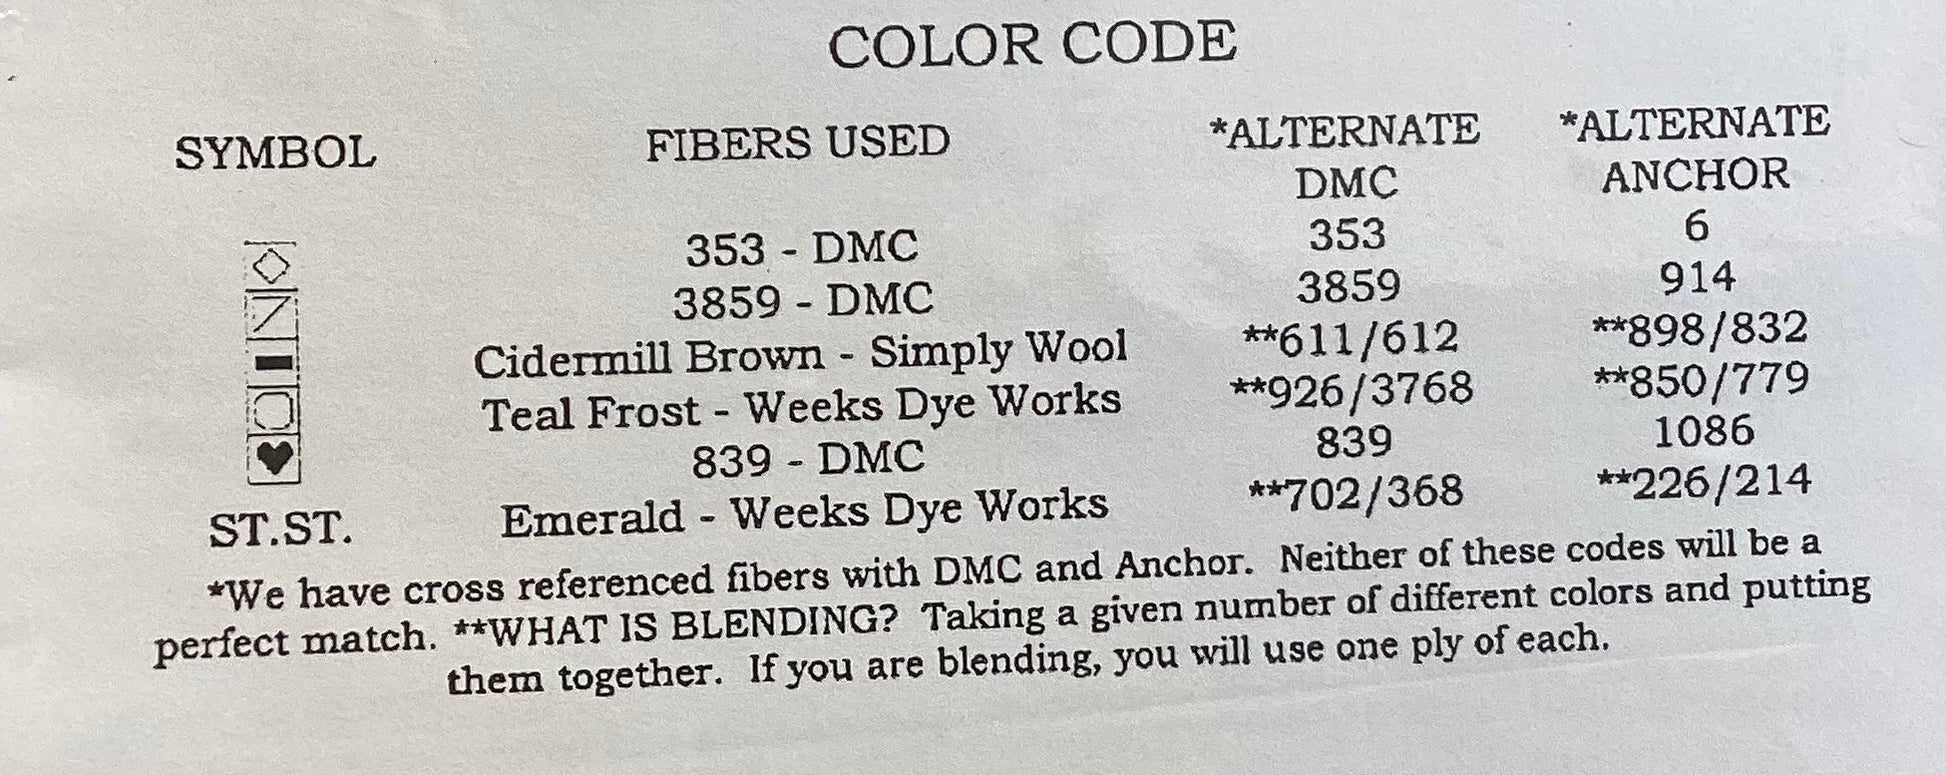 COLOR CODE
SYMBOL FIBERS USED *ALTERNATE DMC *ALTERNATE ANCHOR
353 - DMC 353 6
3859 - DMC 3859 914
Cidermill Brown - Simply Wool **611/612 **898/832
Teal Frost - Weeks Dye Works **926/3768 **850/779
839 - DMC 839 1086
ST.ST. Emerald - Weeks Dye Works **702/368 **226/214
*We have cross referenced fibers with DMC and Anchor. Neither of these codes will be a
perfect match. **WHAT IS BLENDING? Taking a given number of different colors and putting
them together. If you are blending, you will use one ply of each.